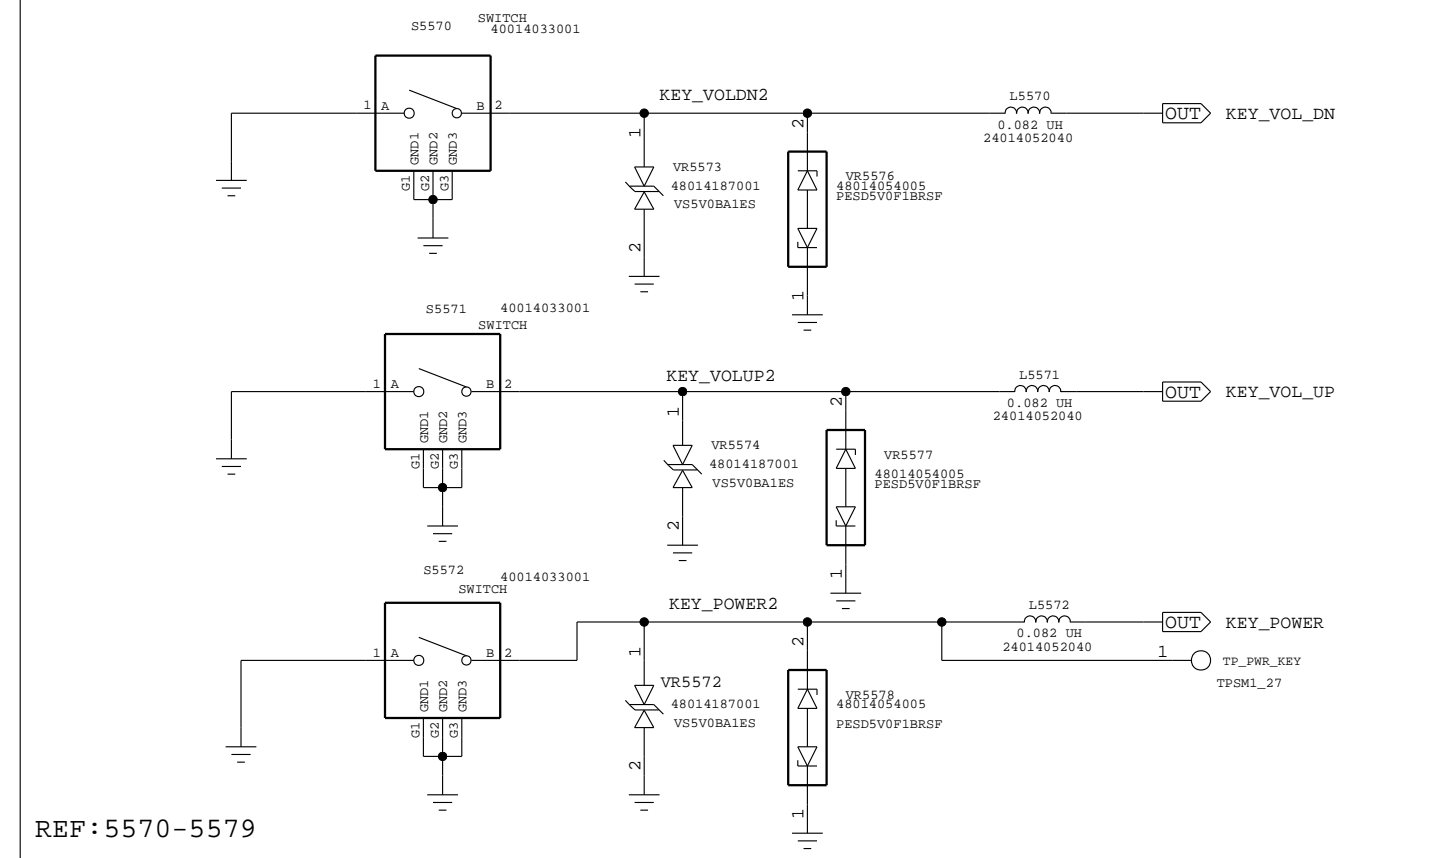 S5570
SWITCH
40014033001
1 A
B 2
GND1
GND2
GND3
G1
G2
G3
KEY_VOLDN2
1
VR5573
48014187001
VS5V0BA1ES
2
2
VR5576
48014054005
PESD5V0F1BRSF
1
L5570
0.082 UH
24014052040
OUT
KEY_VOL_DN
S5571
40014033001
SWITCH
1 A
B 2
GND1
GND2
GND3
G1
G2
G3
KEY_VOLUP2
1
VR5574
48014187001
VS5V0BA1ES
2
2
VR5577
48014054005
PESD5V0F1BRSF
1
L5571
0.082 UH
24014052040
OUT
KEY_VOL_UP
S5572
40014033001
SWITCH
1 A
B 2
GND1
GND2
GND3
G1
G2
G3
KEY_POWER2
1
VR5572
48014187001
VS5V0BA1ES
2
2
VR5578
48014054005
PESD5V0F1BRSF
1
L5572
0.082 UH
24014052040
OUT
KEY_POWER
1
TP_PWR_KEY
TPSM1_27
REF:5570-5579